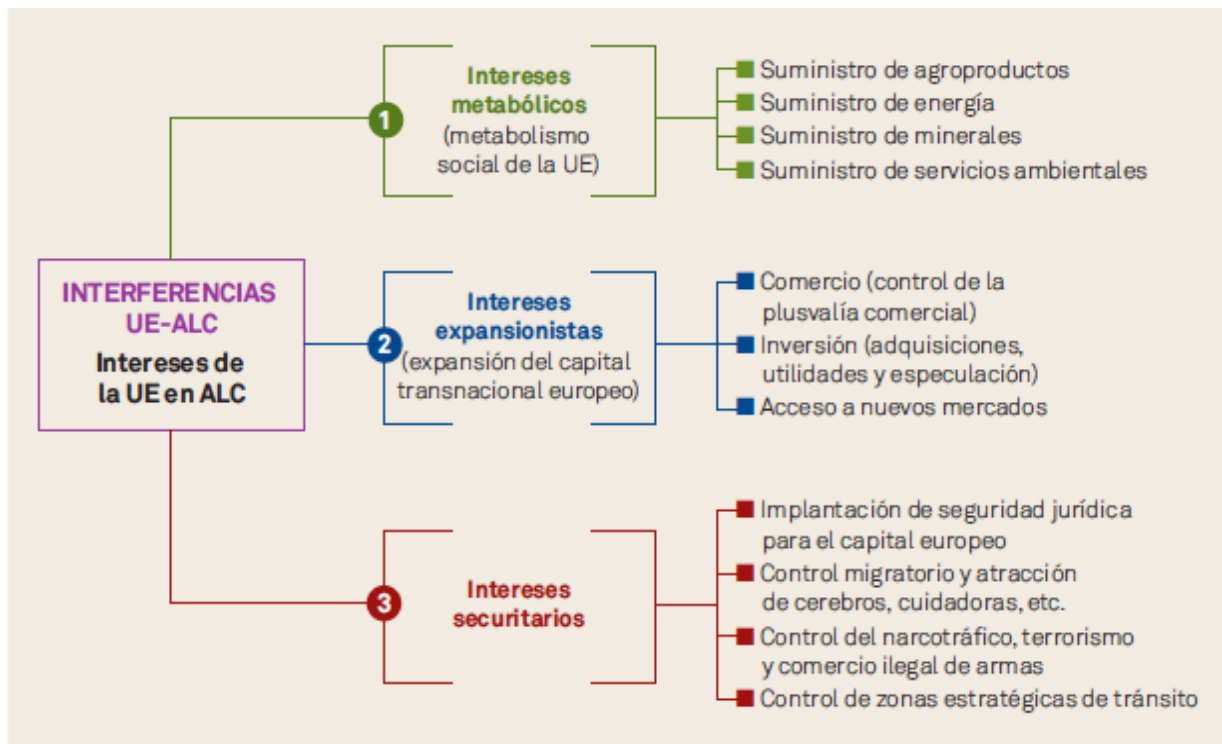 INTERFERENCIAS
UE-ALC
Intereses de
la UE en ALC
1
Intereses
metabólicos
(metabolismo
social de la UE)
Suministro de agroproductos
Suministro de energía
Suministro de minerales
Suministro de servicios ambientales
2
Intereses
expansionistas
(expansión del capital
transnacional europeo)
Comercio (control de la
plusvalía comercial)
Inversión (adquisiciones,
utilidades y especulación)
Acceso a nuevos mercados
3
Intereses
securitarios
Implantación de seguridad jurídica
para el capital europeo
Control migratorio y atracción
de cerebros, cuidadoras, etc.
Control del narcotráfico, terrorismo
y comercio ilegal de armas
Control de zonas estratégicas de tránsito